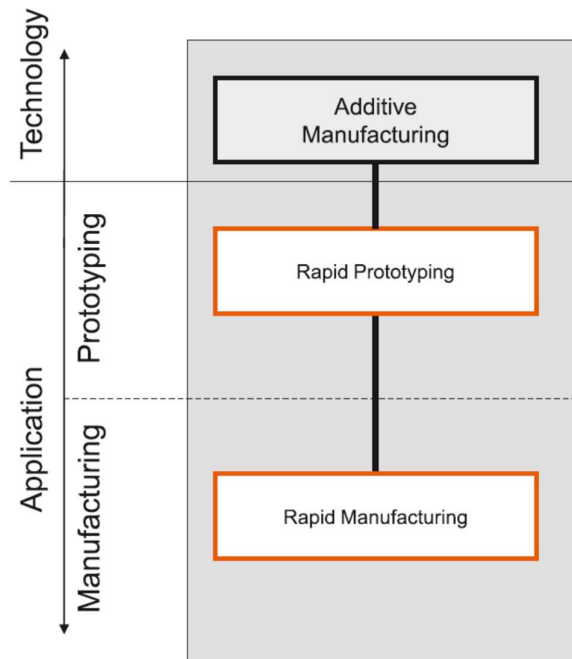 Technology
Additive
Manufacturing
Application
Prototyping
Rapid Prototyping
Manufacturing
Rapid Manufacturing